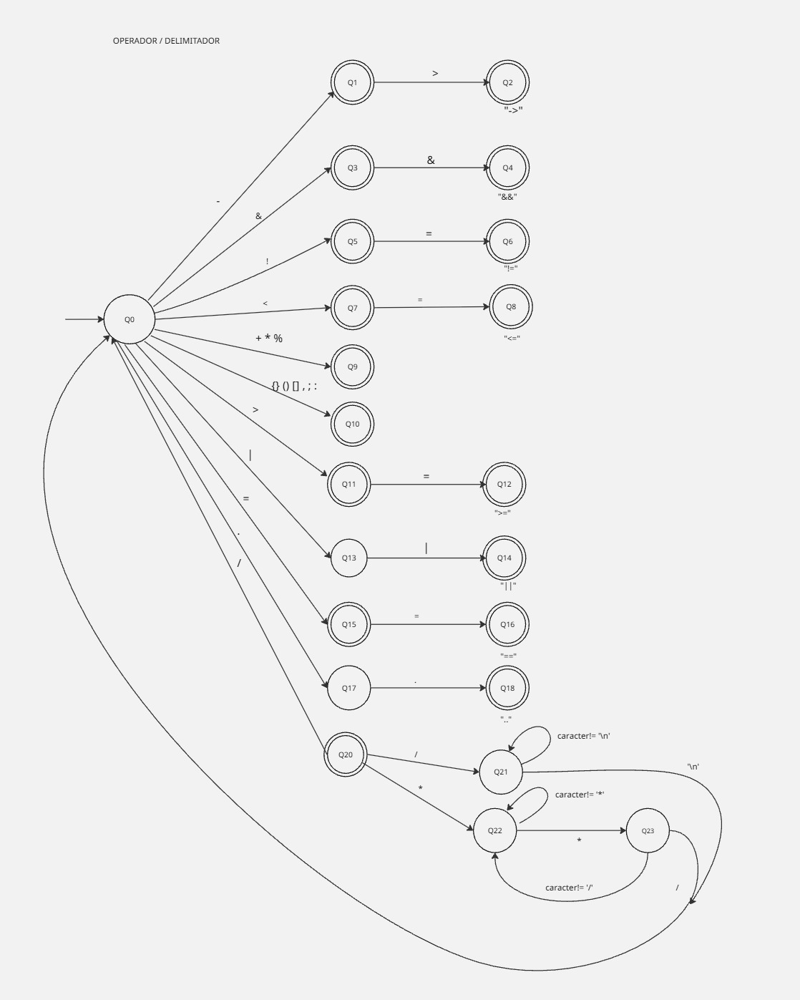 OPERADOR / DELIMITADOR
Q1
>
Q2
"->"
-
Q3
&
Q4
"&&"
&
Q5
=
Q6
"!="
!
Q0
<
Q7
=
Q8
"<="
+ * %
Q9
{} () [] , ; :
Q10
>
Q11
=
Q12
">="
|
Q13
|
Q14
"||"
=
Q15
=
Q16
"=="
.
Q17
.
Q18
".."
/
Q20
/
Q21
caracter!= '\n'
'\n'
*
Q22
caracter!= '*'
*
Q23
caracter!= '/'
/